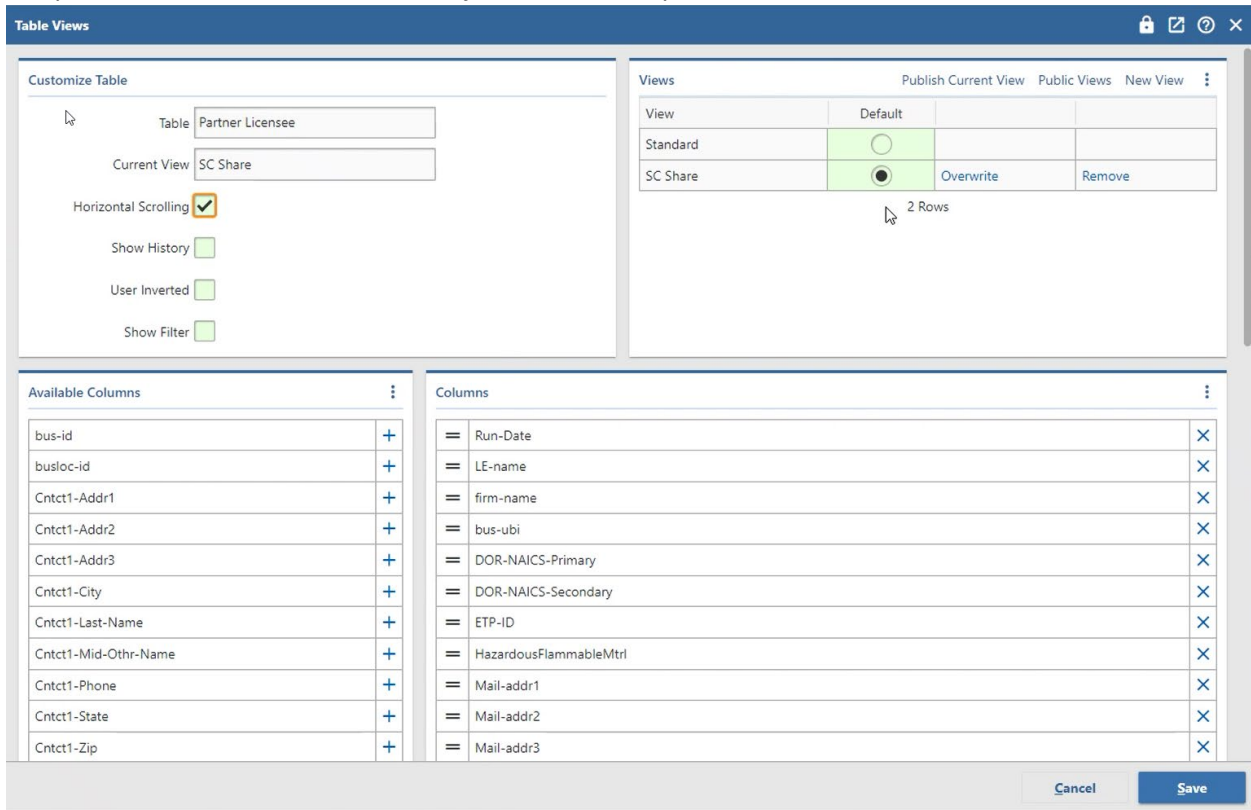 Table Views
Customize Table
Table Partner Licensee
Current View SC Share
Horizontal Scrolling
Show History
User Inverted
Show Filter
Views Publish Current View Public Views New View
View Default
Standard
SC Share Overwrite Remove
2 Rows
Available Columns
bus-id
busloc-id
Cntct1-Addr1
Cntct1-Addr2
Cntct1-Addr3
Cntct1-City
Cntct1-Last-Name
Cntct1-Mid-Othr-Name
Cntct1-Phone
Cntct1-State
Cntct1-Zip
Columns
Run-Date
LE-name
firm-name
bus-ubi
DOR-NAICS-Primary
DOR-NAICS-Secondary
ETP-ID
HazardousFlammableMtrl
Mail-addr1
Mail-addr2
Mail-addr3
Cancel Save